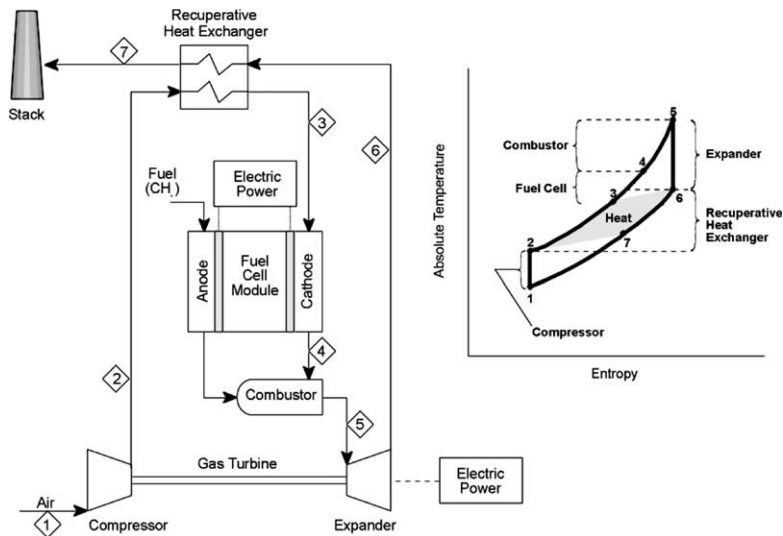 Recuperative
Heat Exchanger
7
Stack
3
6
Fuel
(CH,)
Electric
Power
Anode
Fuel
Cell
Module
Cathode
4
2
Combustor
5
Gas Turbine
Air
1
Compressor
Expander
Electric
Power
Absolute Temperature
Entropy
5
Combustor
4
Expander
Fuel Cell
3
6
Heat
Recuperative
Heat
Exchanger
2
7
1
Compressor